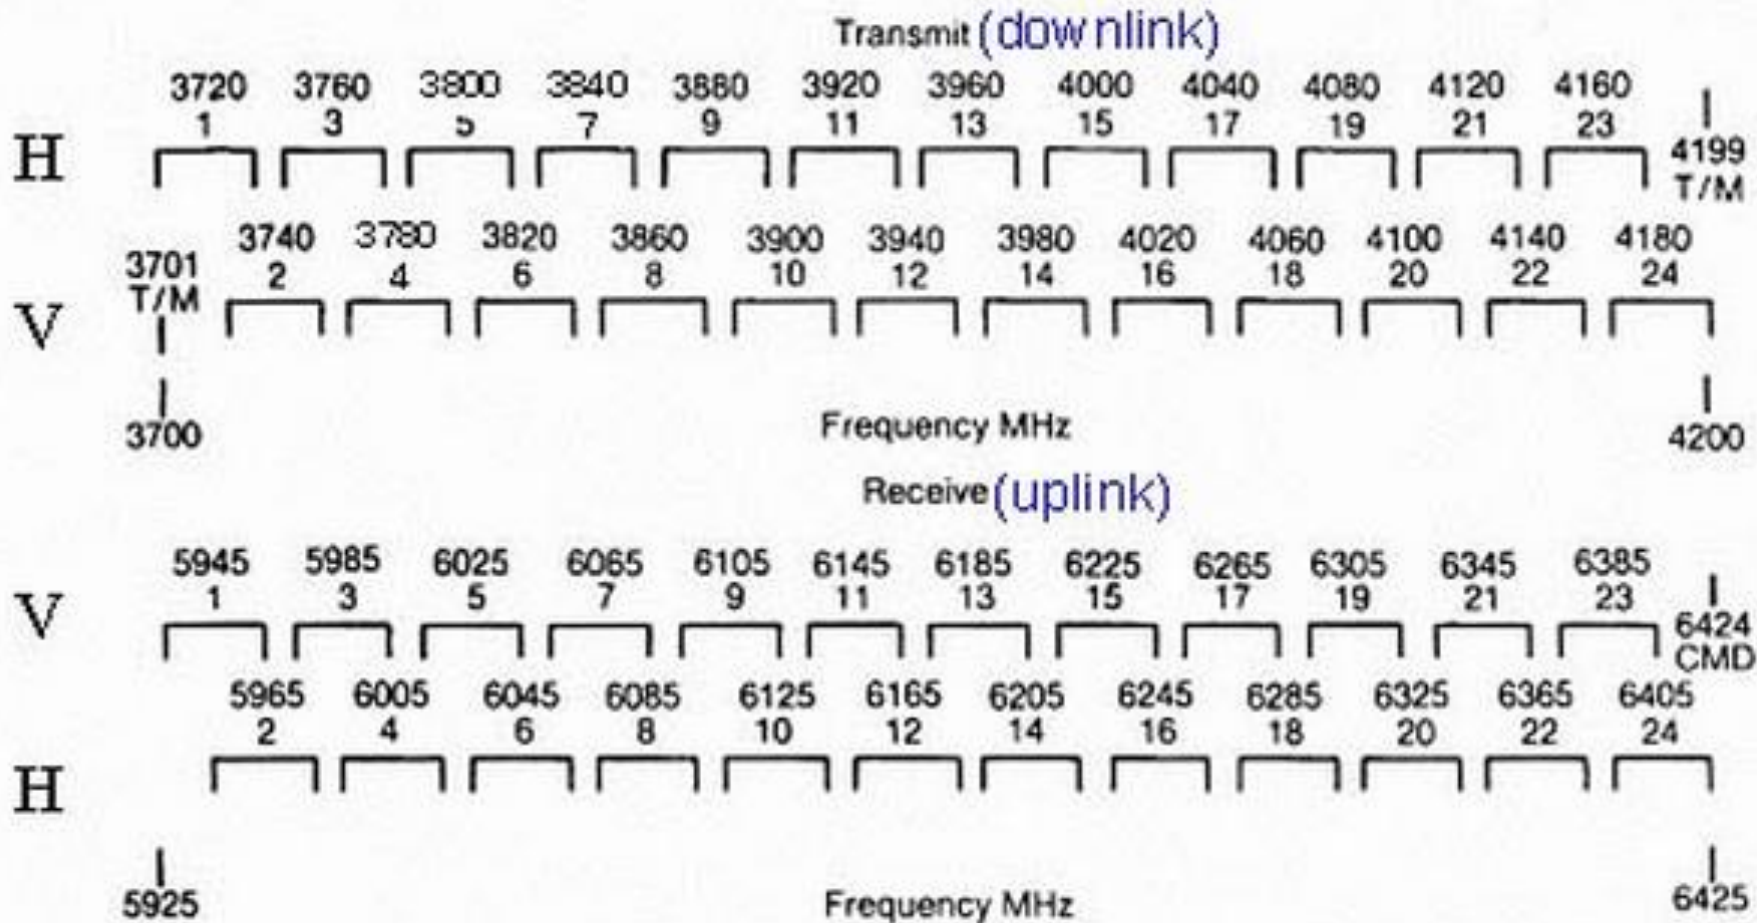 Transmit (downlink)
3720 3760 3800 3840 3880 3920 3960 4000 4040 4080 4120 4160
1 3 5 7 9 11 13 15 17 19 21 23
H
4199
T/M
3740 3780 3820 3860 3900 3940 3980 4020 4060 4100 4140 4180
2 4 6 8 10 12 14 16 18 20 22 24
3701
T/M
V
3700 Frequency MHz 4200
Receive (uplink)
5945 5985 6025 6065 6105 6145 6185 6225 6265 6305 6345 6385
1 3 5 7 9 11 13 15 17 19 21 23
V
6424
CMD
5965 6005 6045 6085 6125 6165 6205 6245 6285 6325 6365 6405
2 4 6 8 10 12 14 16 18 20 22 24
H
5925 Frequency MHz 6425